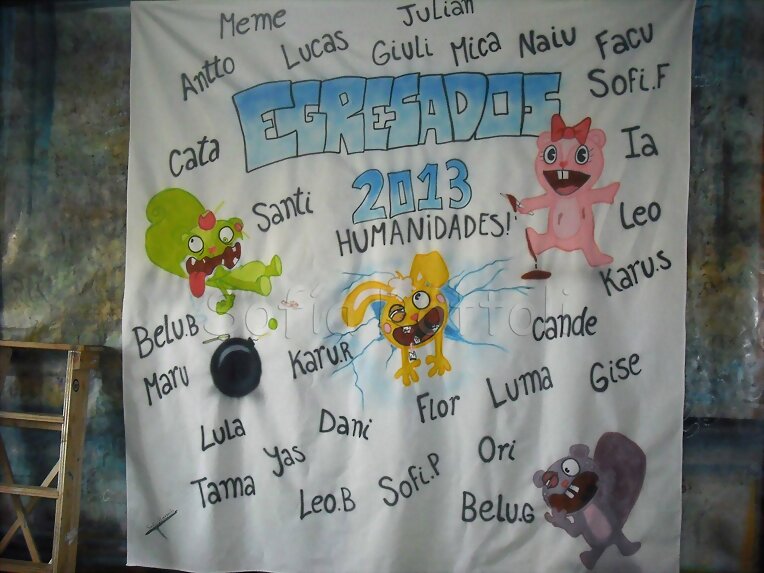 Meme
Julian
Antto
Lucas
Giuli
Mica
Naiu
Facu
Sofi.F
EGRESADOS
2013
HUMANIDADES!
Cata
Santi
Ia
Leo
Karu.S
Belu.B
Maru
Karu.R
Cande
Lula
Dani
Flor
Luma
Gise
Tama
Yas
Leo.B
Sofi.P
Ori
Belu.G